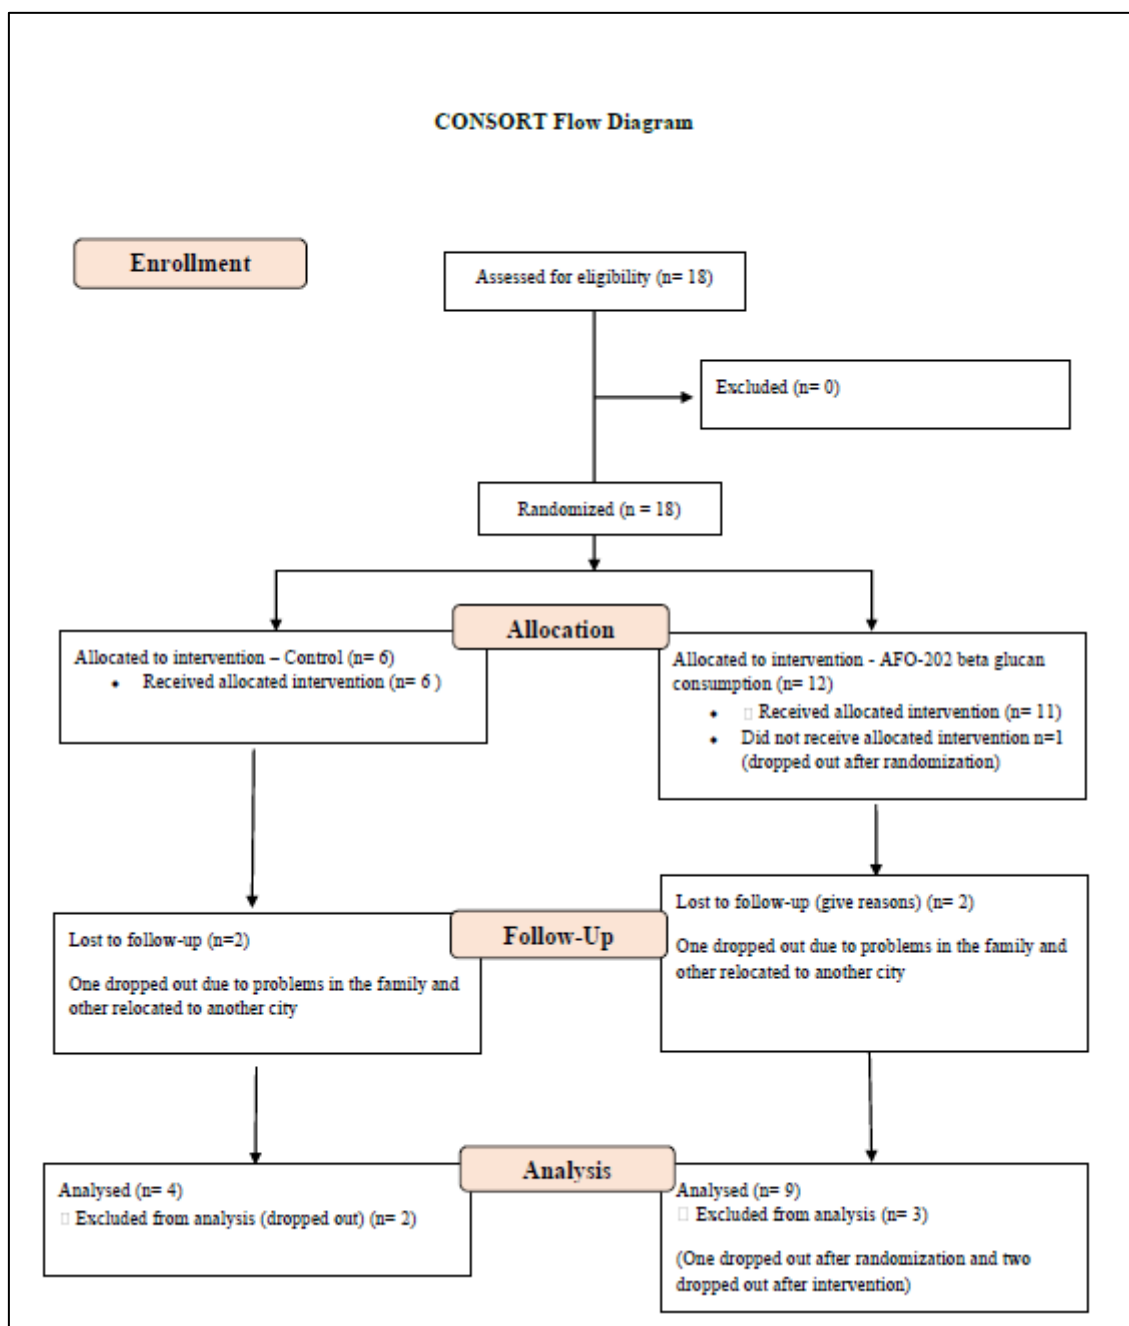 CONSORT Flow Diagram
Enrollment
Assessed for eligibility (n= 18)
Excluded (n= 0)
Randomized (n = 18)
Allocation
Allocated to intervention – Control (n= 6)
• Received allocated intervention (n= 6 )
Allocated to intervention - AFO-202 beta glucan
consumption (n= 12)
• Received allocated intervention (n= 11)
• Did not receive allocated intervention n=1
(dropped out after randomization)
Follow-Up
Lost to follow-up (n=2)
One dropped out due to problems in the family and
other relocated to another city
Lost to follow-up (give reasons) (n= 2)
One dropped out due to problems in the family and
other relocated to another city
Analysis
Analysed (n= 4)
Excluded from analysis (dropped out) (n= 2)
Analysed (n= 9)
Excluded from analysis (n= 3)
(One dropped out after randomization and two
dropped out after intervention)